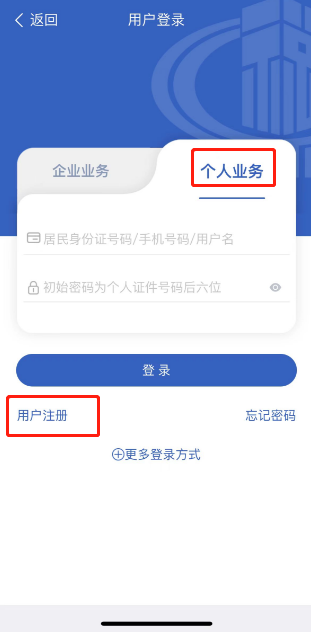 返回
用户登录
企业业务
个人业务
居民身份证号码/手机号码/用户名
初始密码为个人证件号码后六位
登录
用户注册
忘记密码
更多登录方式